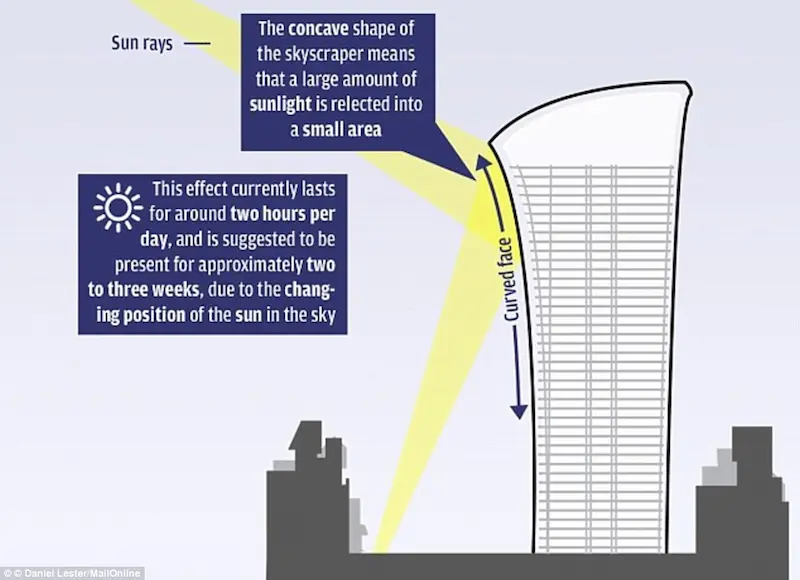 Sun rays
The concave shape of
the skyscraper means
that a large amount of
sunlight is relected into
a small area
This effect currently lasts
for around two hours per
day, and is suggested to be
present for approximately two
to three weeks, due to the chang-
ing position of the sun in the sky
Curved face
© © Daniel Lester/MailOnline